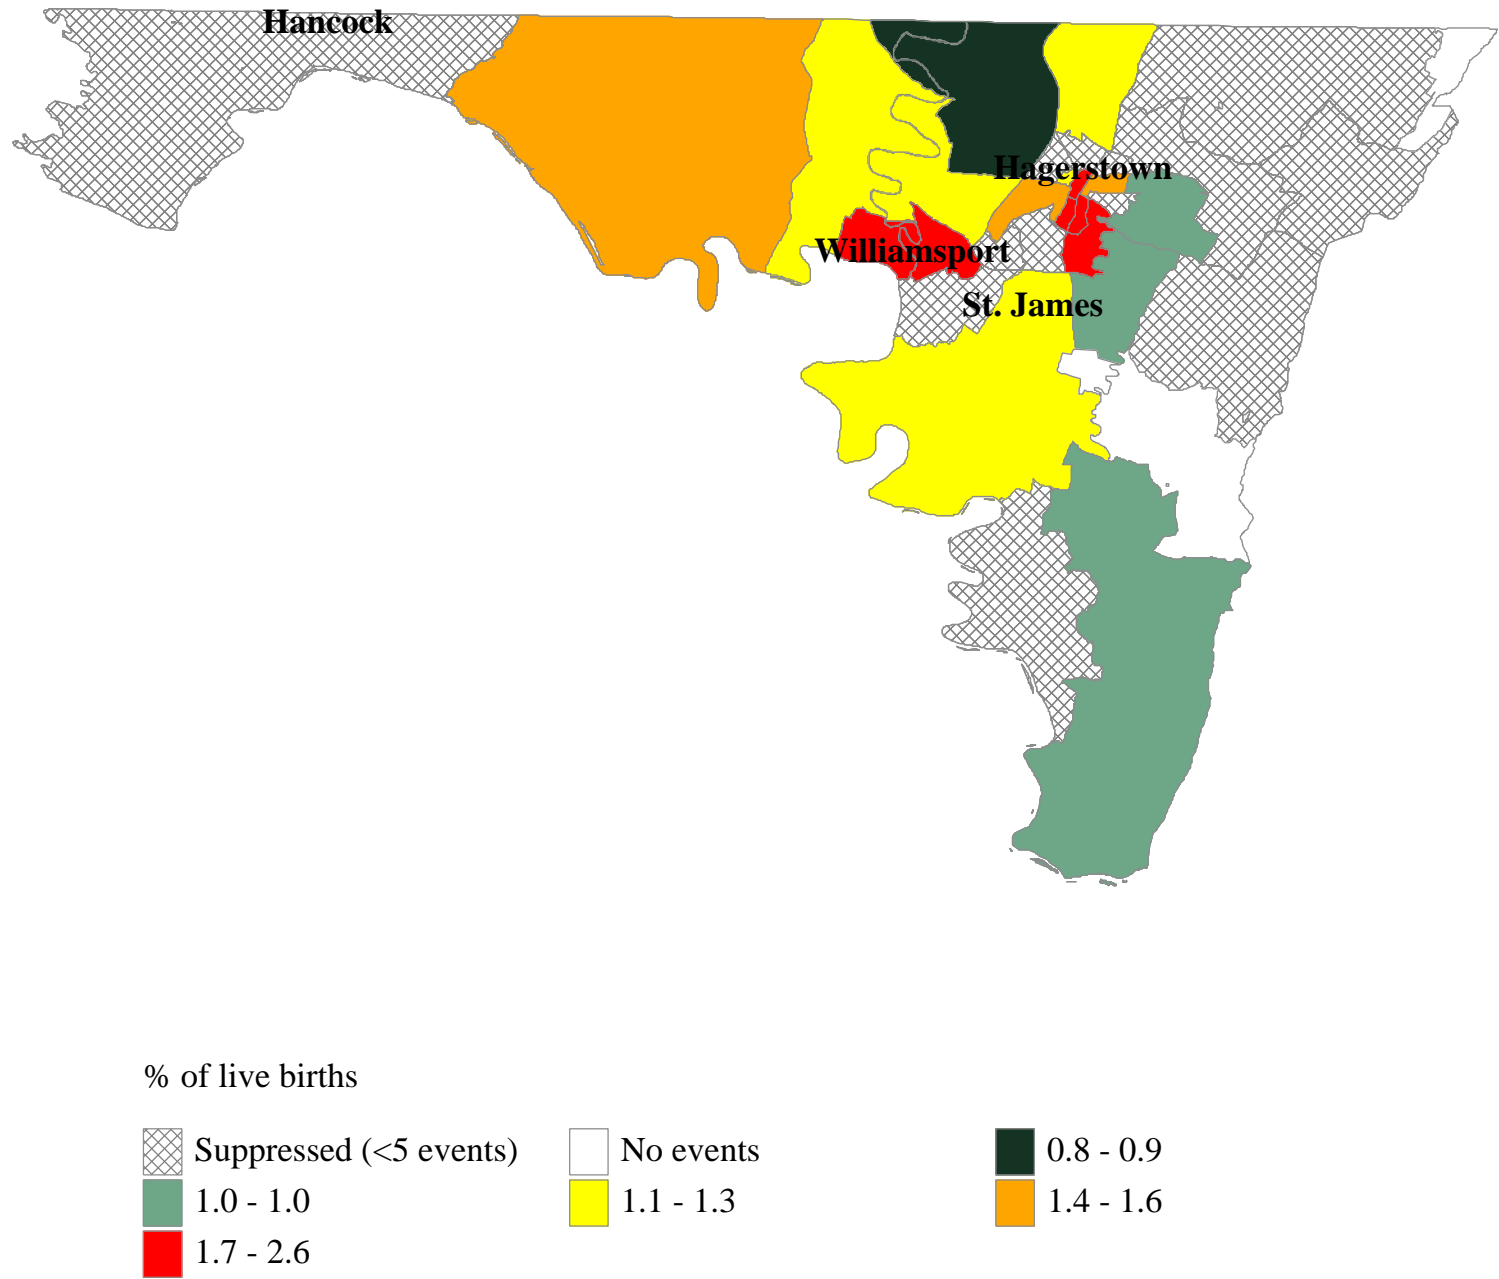 Hancock
Hagerstown
Williamsport
St. James
% of live births
Suppressed (<5 events)
No events
0.8 - 0.9
1.0 - 1.0
1.1 - 1.3
1.4 - 1.6
1.7 - 2.6